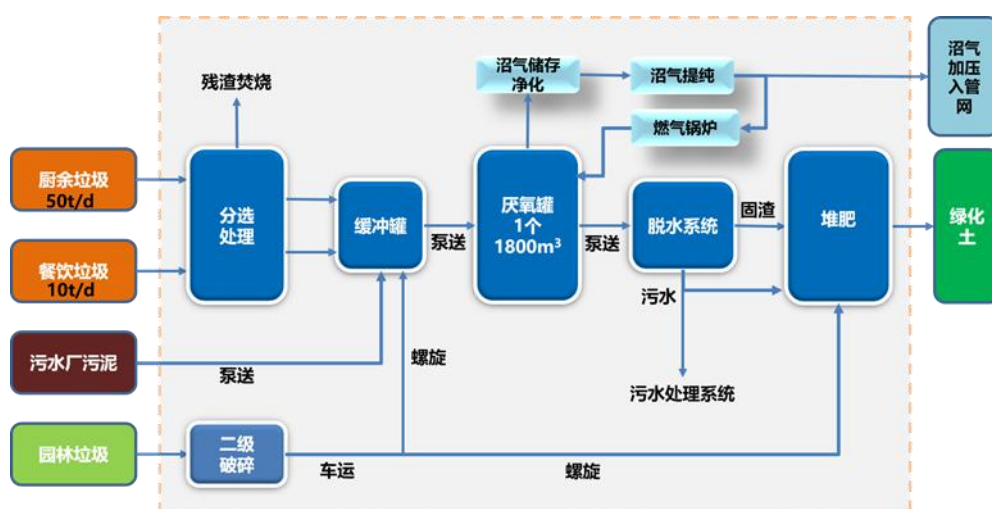 沼气储存
净化
沼气提纯
沼气
加压
入管
网
残渣焚烧
燃气锅炉
厨余垃圾
50t/d
分选
处理
缓冲罐
泵送
厌氧罐
1个
1800m³
泵送
脱水系统
固渣
堆肥
绿化
土
餐饮垃圾
10t/d
污水
污水厂污泥
泵送
螺旋
污水处理系统
园林垃圾
二级
破碎
车运
螺旋